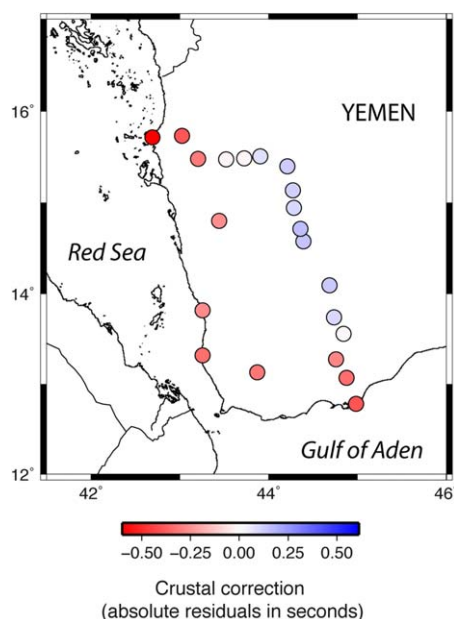 16°
YEMEN
Red Sea
14°
Gulf of Aden
12°
42°
44°
46°
−0.50 −0.25 0.00 0.25 0.50
Crustal correction
(absolute residuals in seconds)